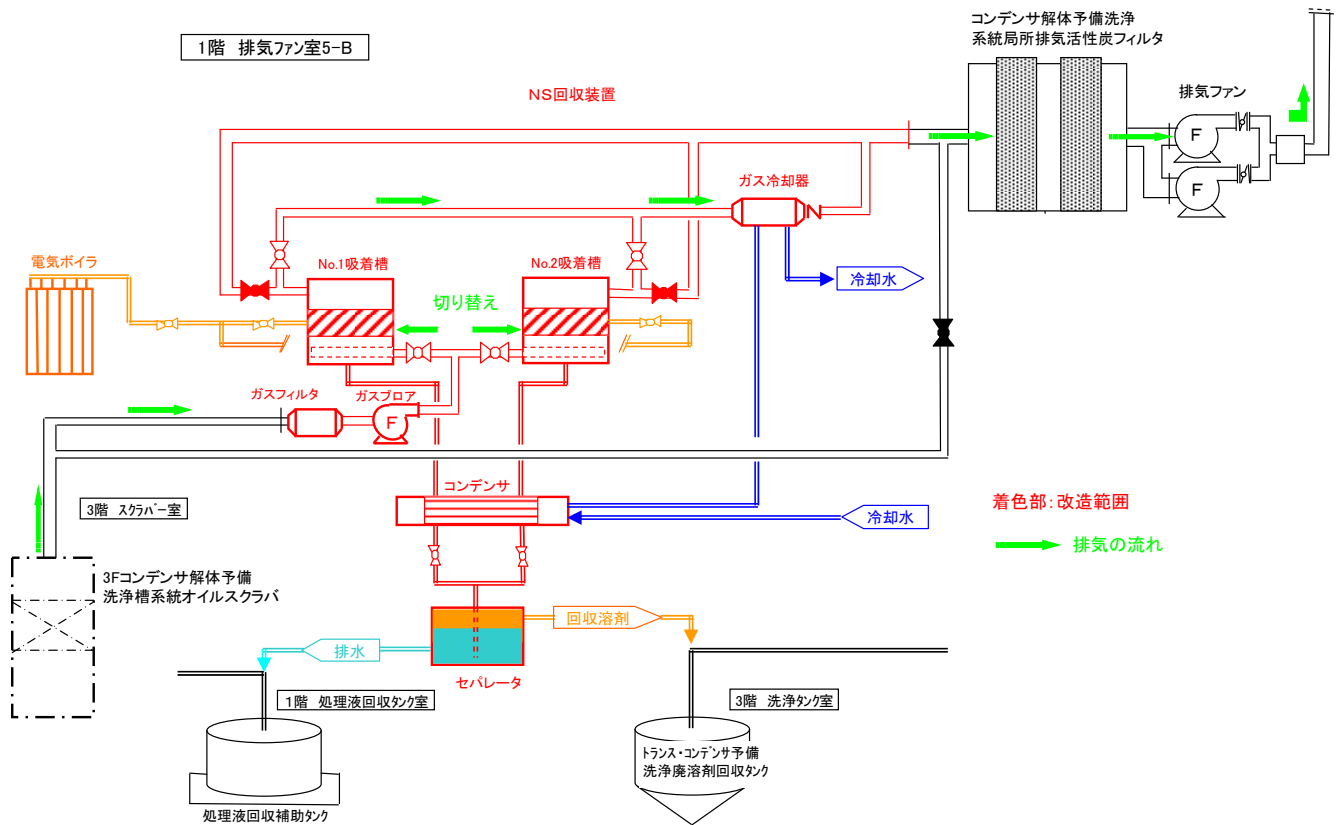 コンデンサ解体予備洗浄
系統局所排気活性炭フィルタ
1階 排気ファン室5-B
NS回収装置
排気ファン
F
F
ガス冷却器
電気ボイラ
No.1吸着槽
No.2吸着槽
冷却水
切り替え
ガスフィルタ
ガスブロア
F
コンデンサ
3階 スクラバー室
着色部:改造範囲
冷却水
排気の流れ
3Fコンデンサ解体予備
洗浄槽系統オイルスクラバ
回収溶剤
排水
セパレータ
1階 処理液回収タンク室
3階 洗浄タンク室
トランス・コンデンサ予備
洗浄廃溶剤回収タンク
処理液回収補助タンク